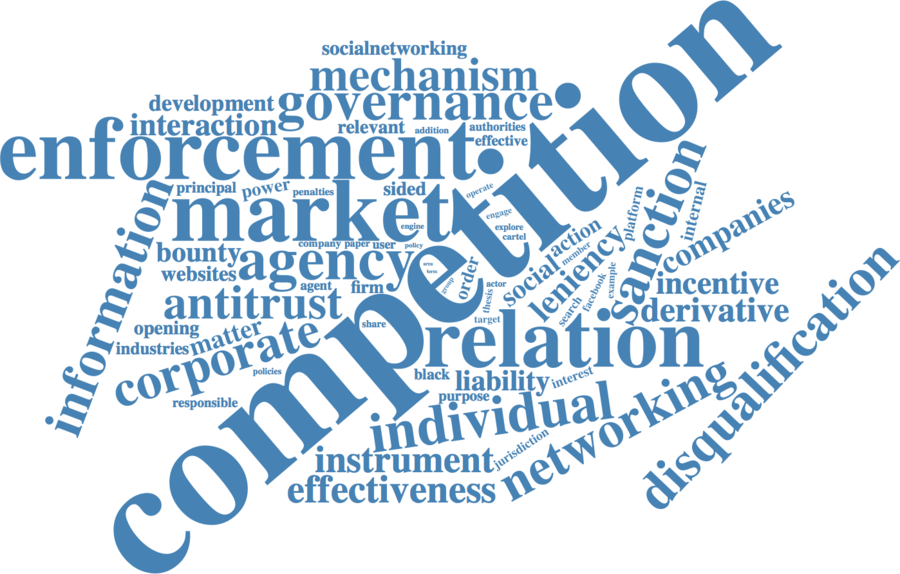 socialnetworking
mechanism
development
governance
interaction
relevant
addition
authorities
effective
enforcement
competition
principal
power
penalties
sided
operate
market
engage
engine
explore
cartel
information
sanction
platform
internal
companies
bounty
company
paper
user
policy
action
member
agency
websites
area
form
group
order
social
leniency
agent
firm
actor
thesis
search
facebook
example
incentive
antitrust
derivative
target
share
opening
matter
industries
relation
corporate
policies
black
liability
interest
disqualification
responsible
purpose
individual
networking
jurisdiction
instrument
effectiveness